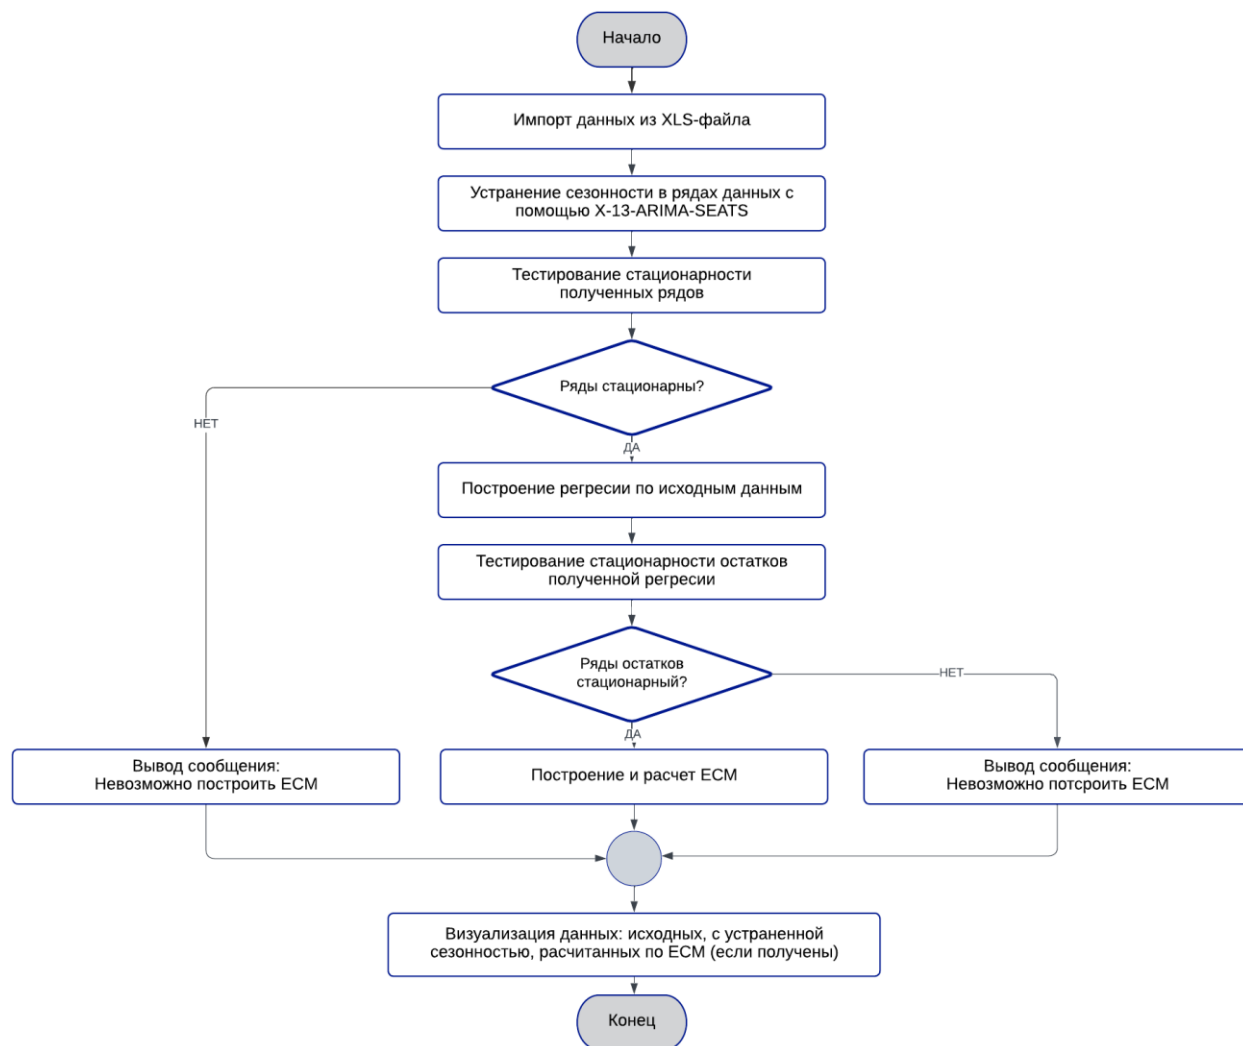 Начало
Импорт данных из XLS-файла
Устранение сезонности в рядах данных с
помощью X-13-ARIMA-SEATS
Тестирование стационарности
полученных рядов
Ряды стационарны?
НЕТ
ДА
Построение регресии по исходным данным
Тестирование стационарности остатков
полученной регресии
Ряды остатков
стационарный?
НЕТ
ДА
Вывод сообщения:
Невозможно построить ECM
Построение и расчет ECM
Вывод сообщения:
Невозможно потсроить ECM
Визуализация данных: исходных, с устраненной
сезонностью, расчитанных по ECM (если получены)
Конец